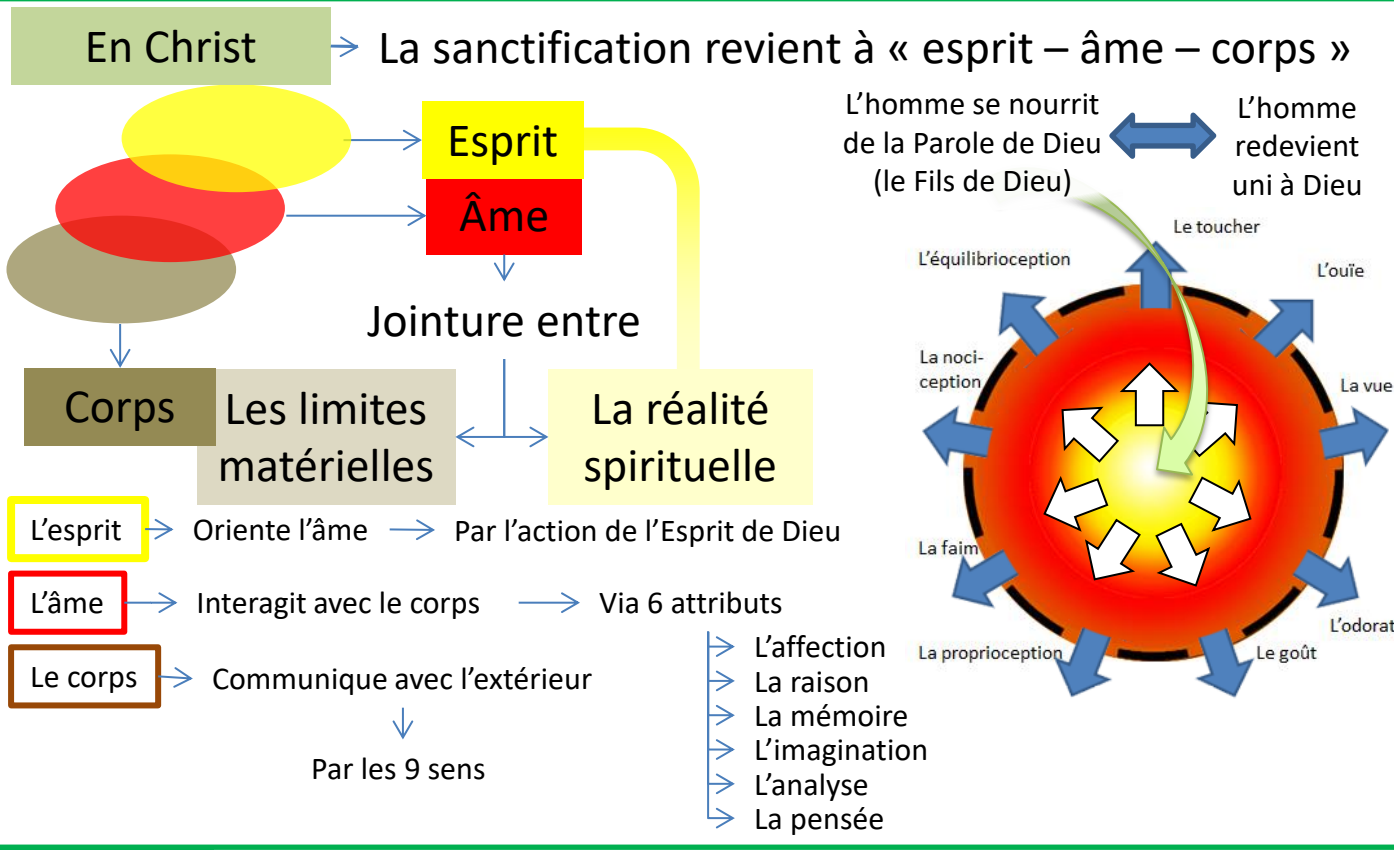 En Christ
La sanctification revient à « esprit – âme – corps »
L'homme se nourrit
de la Parole de Dieu
(le Fils de Dieu)
L'homme
redevient
uni à Dieu
Esprit
Âme
Jointure entre
Corps
Les limites
matérielles
La réalité
spirituelle
Le toucher
L'équilibrioception
L'ouïe
La noci-
ception
La vue
La faim
L'odorat
La proprioception
Le goût
L'esprit
Oriente l'âme
Par l'action de l'Esprit de Dieu
L'âme
Interagit avec le corps
Via 6 attributs
L'affection
La raison
La mémoire
L'imagination
L'analyse
La pensée
Le corps
Communique avec l'extérieur
Par les 9 sens